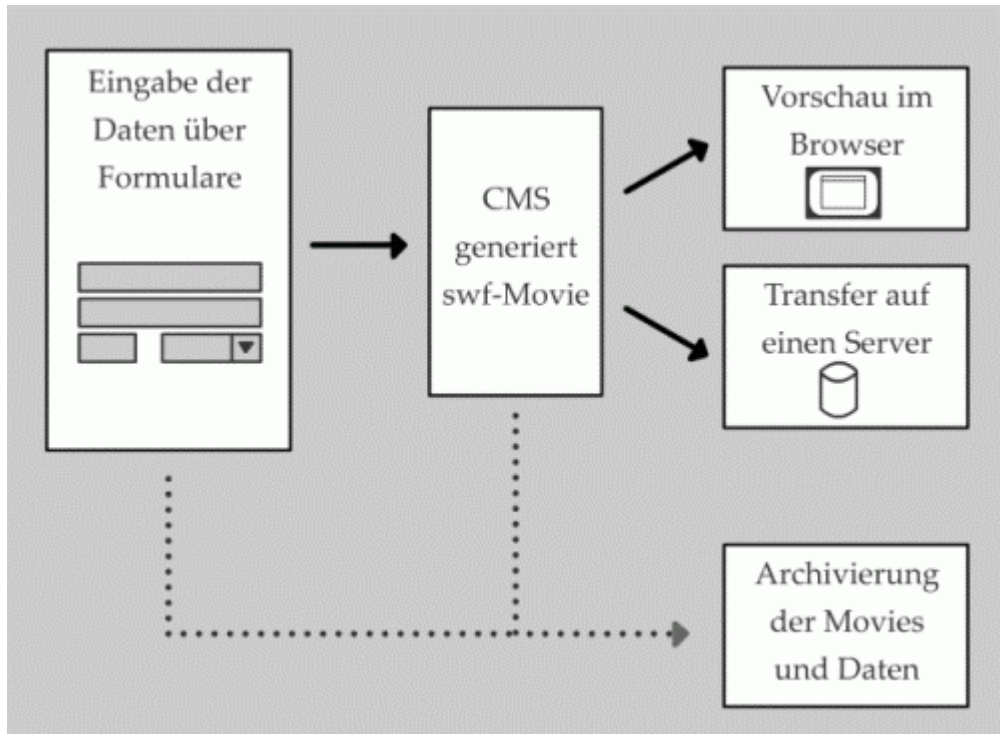 Eingabe der
Daten über
Formulare
CMS
generiert
swf-Movie
Vorschau im
Browser
Transfer auf
einen Server
Archivierung
der Movies
und Daten